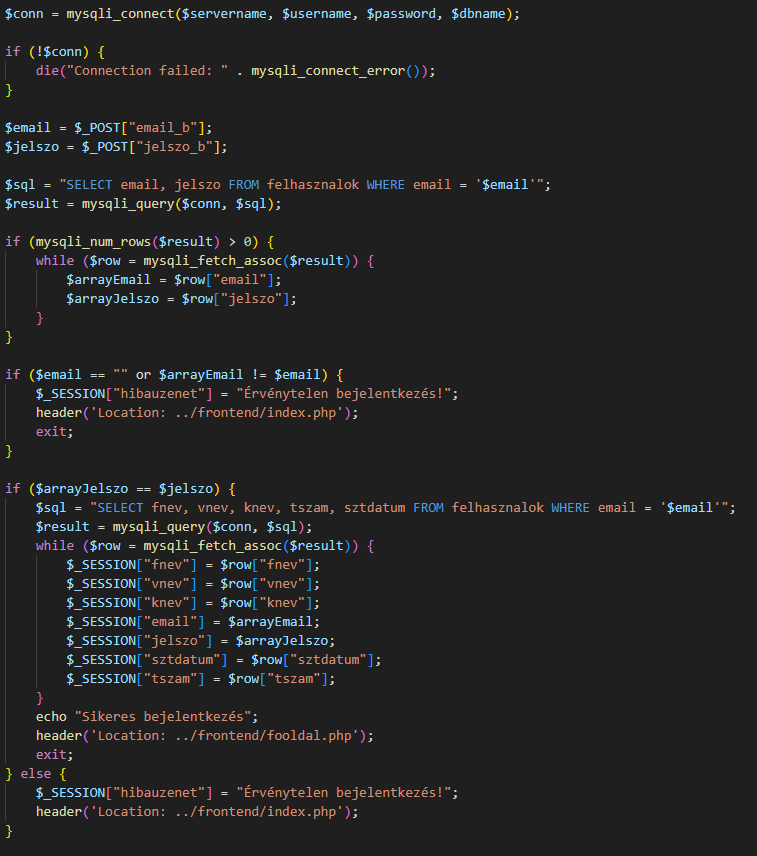 $conn = mysqli_connect($servername, $username, $password, $dbname);
if (!$conn) {
    die("Connection failed: " . mysqli_connect_error());
}
$email = $_POST["email_b"];
$jelszo = $_POST["jelszo_b"];
$sql = "SELECT email, jelszo FROM felhasznalok WHERE email = '$email'";
$result = mysqli_query($conn, $sql);
if (mysqli_num_rows($result) > 0) {
    while ($row = mysqli_fetch_assoc($result)) {
        $arrayEmail = $row["email"];
        $arrayJelszo = $row["jelszo"];
    }
}
if ($email == "" or $arrayEmail != $email) {
    $_SESSION["hibauzenet"] = "Érvénytelen bejelentkezés!";
    header('Location: ../frontend/index.php');
    exit;
}
if ($arrayJelszo == $jelszo) {
    $sql = "SELECT fnev, vnev, knev, tszam, sztdatum FROM felhasznalok WHERE email = '$email'";
    $result = mysqli_query($conn, $sql);
    while ($row = mysqli_fetch_assoc($result)) {
        $_SESSION["fnev"] = $row["fnev"];
        $_SESSION["vnev"] = $row["vnev"];
        $_SESSION["knev"] = $row["knev"];
        $_SESSION["email"] = $arrayEmail;
        $_SESSION["jelszo"] = $arrayJelszo;
        $_SESSION["sztdatum"] = $row["sztdatum"];
        $_SESSION["tszam"] = $row["tszam"];
    }
    echo "Sikeres bejelentkezés";
    header('Location: ../frontend/fooldal.php');
    exit;
} else {
    $_SESSION["hibauzenet"] = "Érvénytelen bejelentkezés!";
    header('Location: ../frontend/index.php');
}